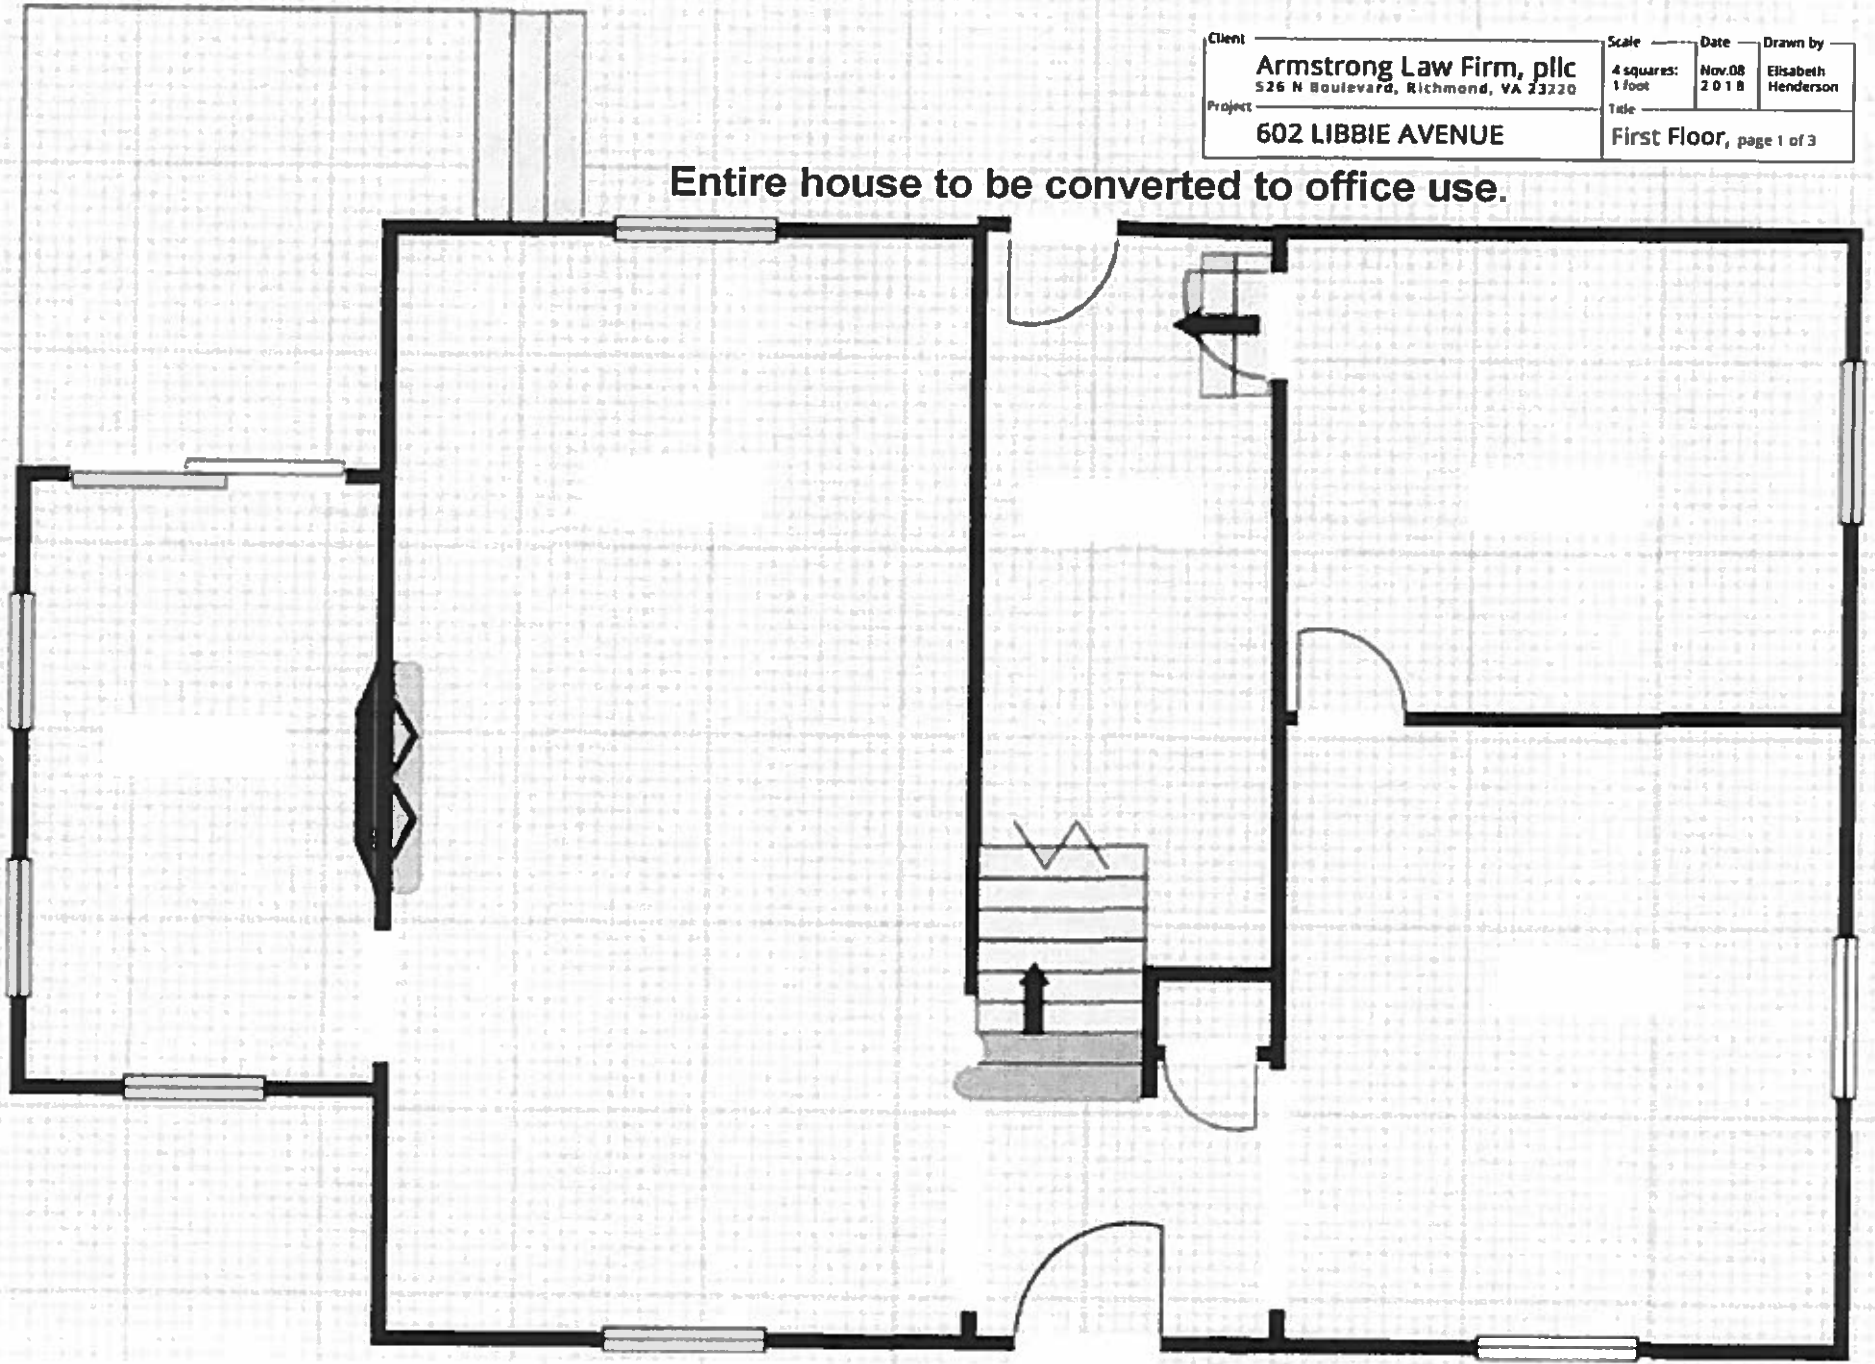 Client
Armstrong Law Firm, pllc
526 N Boulevard, Richmond, VA 23220
Project
602 LIBBIE AVENUE
Scale
4 squares:
1 foot
Date
Nov.08
2018
Drawn by
Elisabeth
Henderson
Title
First Floor, page 1 of 3
Entire house to be converted to office use.